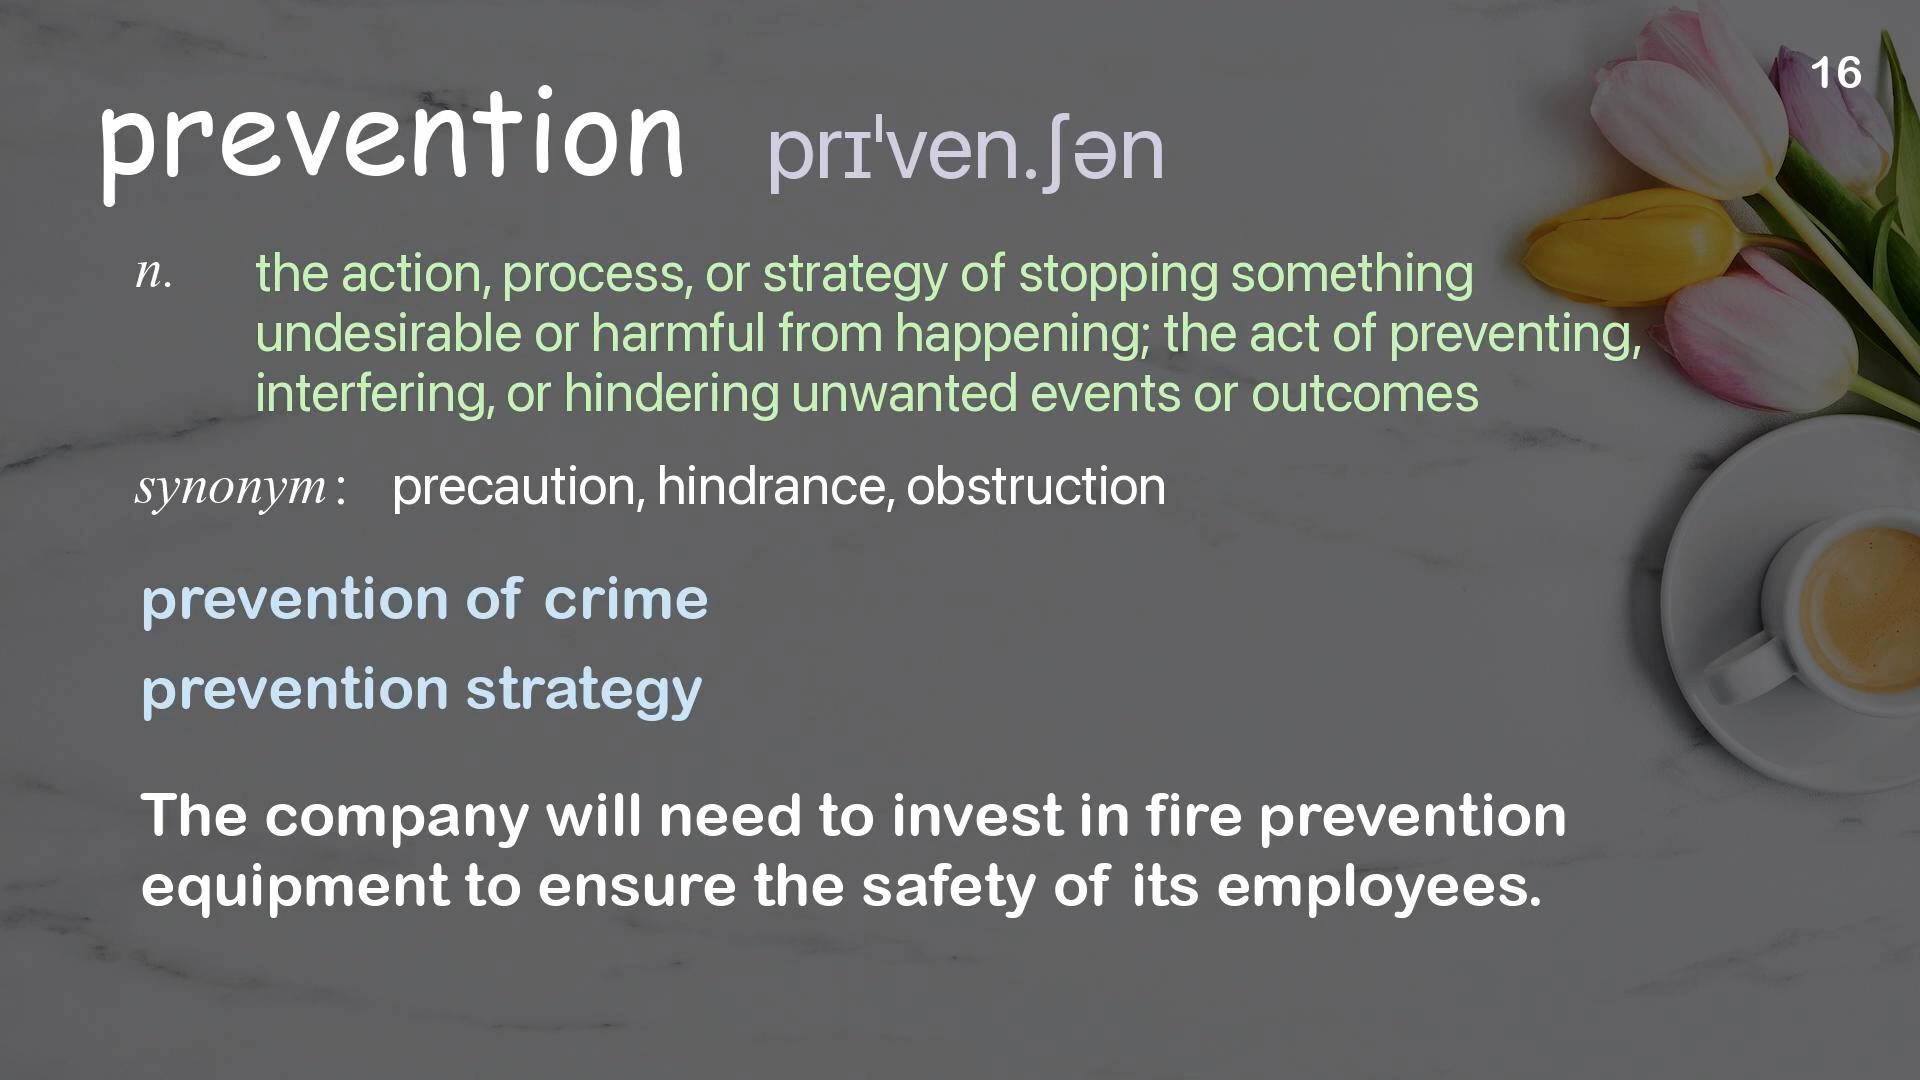 16
prevention prɪˈven.ʃən
n. the action, process, or strategy of stopping something
undesirable or harmful from happening; the act of preventing,
interfering, or hindering unwanted events or outcomes
synonym : precaution, hindrance, obstruction
prevention of crime
prevention strategy
The company will need to invest in fire prevention
equipment to ensure the safety of its employees.